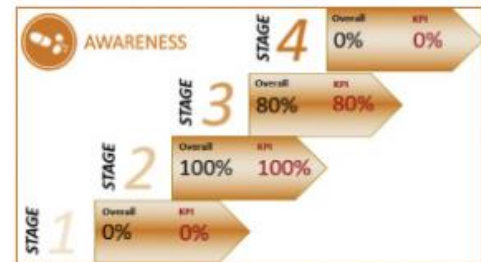 AWARENESS
STAGE 4
Overall KPI
0% 0%
STAGE 3
Overall KPI
80% 80%
STAGE 2
Overall KPI
100% 100%
STAGE 1
Overall KPI
0% 0%